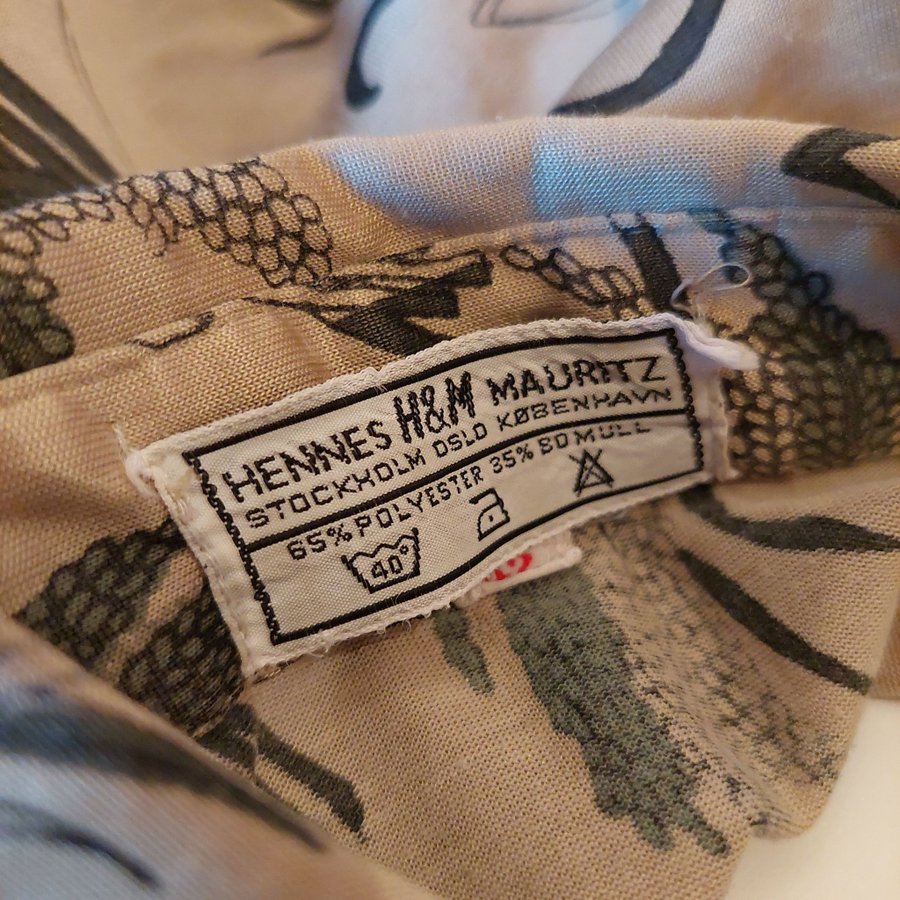 HENNES H&M MAURITZ
STOCKHOLM OSLO KØBENHAVN
65% POLYESTER 35% BOMULL
40°